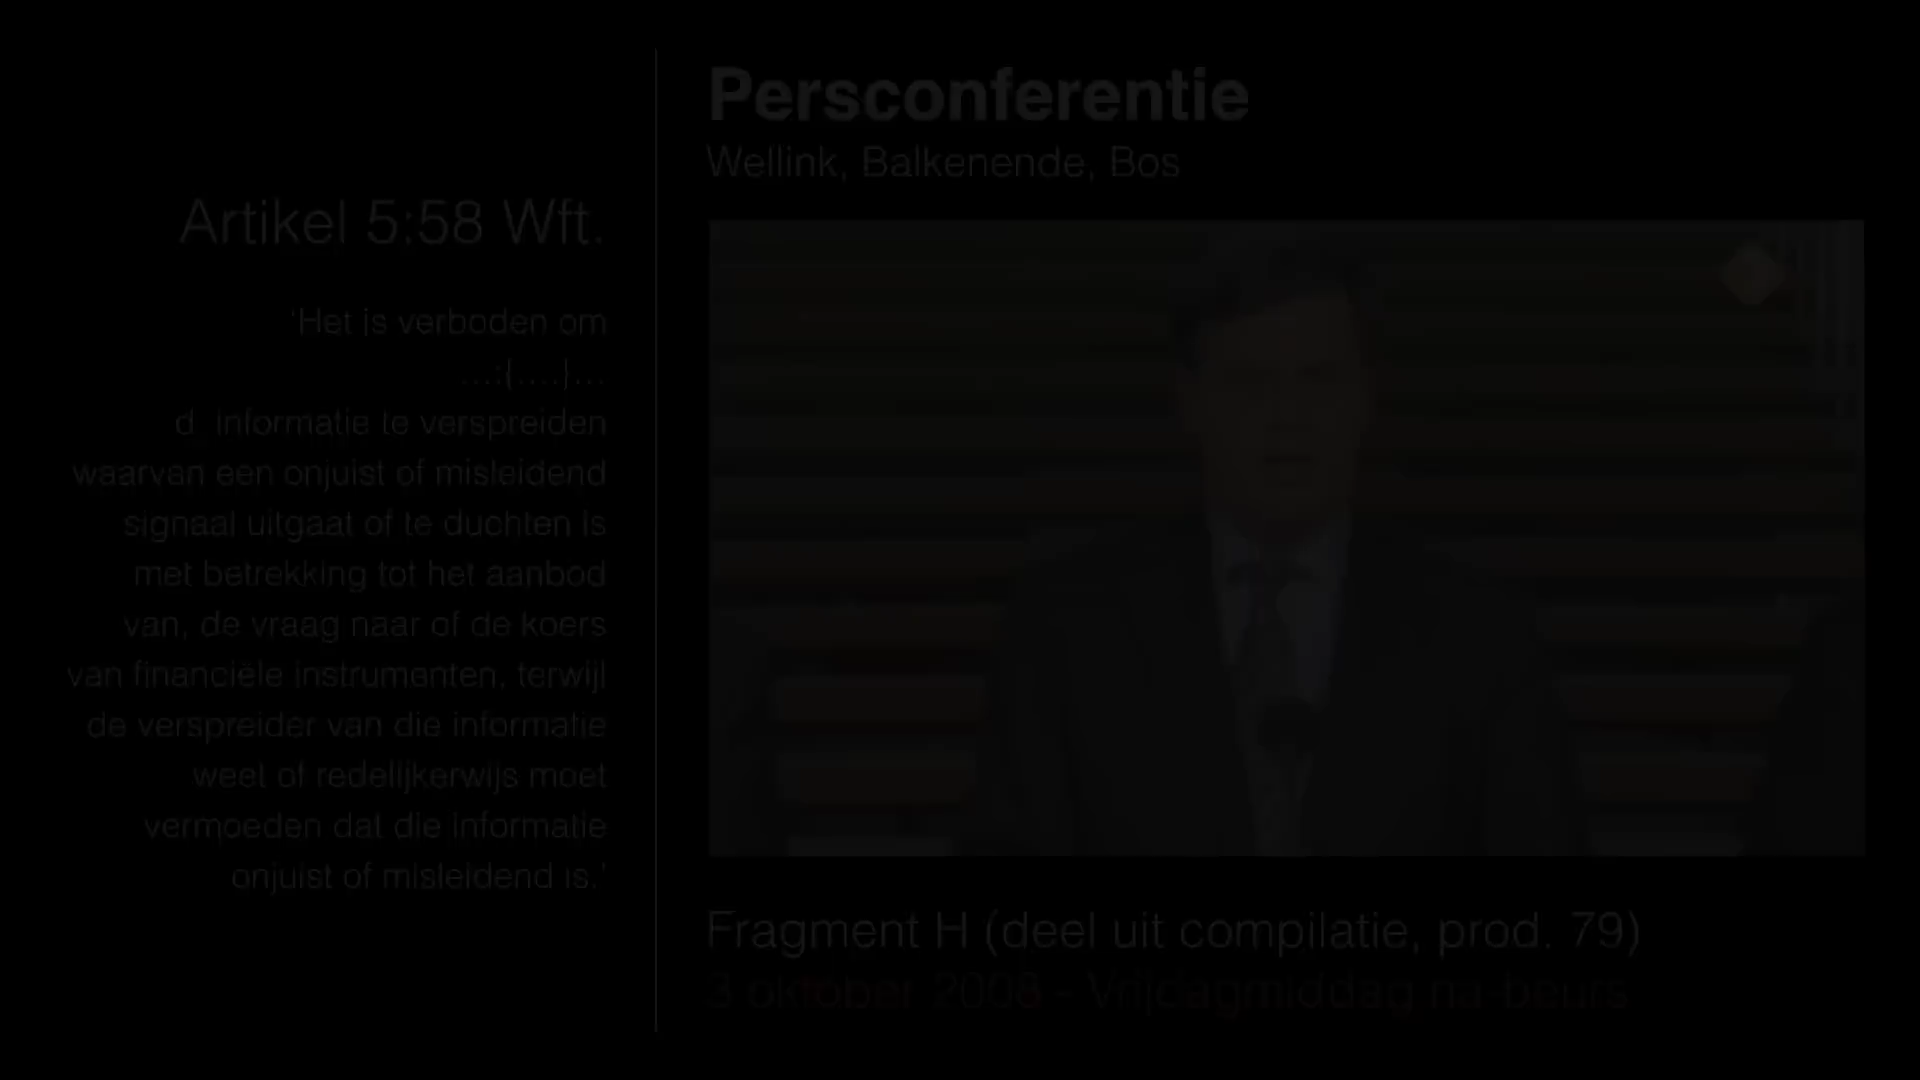 Artikel 5:58 Wft.
'Het is verboden om
...:{....}...
d. informatie te verspreiden
waarvan een onjuist of misleidend
signaal uitgaat of te duchten is
met betrekking tot het aanbod
van, de vraag naar of de koers
van financiële instrumenten, terwijl
de verspreider van die informatie
weet of redelijkerwijs moet
vermoeden dat die informatie
onjuist of misleidend is.'
Persconferentie
Wellink, Balkenende, Bos
Fragment H (deel uit compilatie, prod. 79)
3 oktober 2008 - Vrijdagmiddag na-beurs